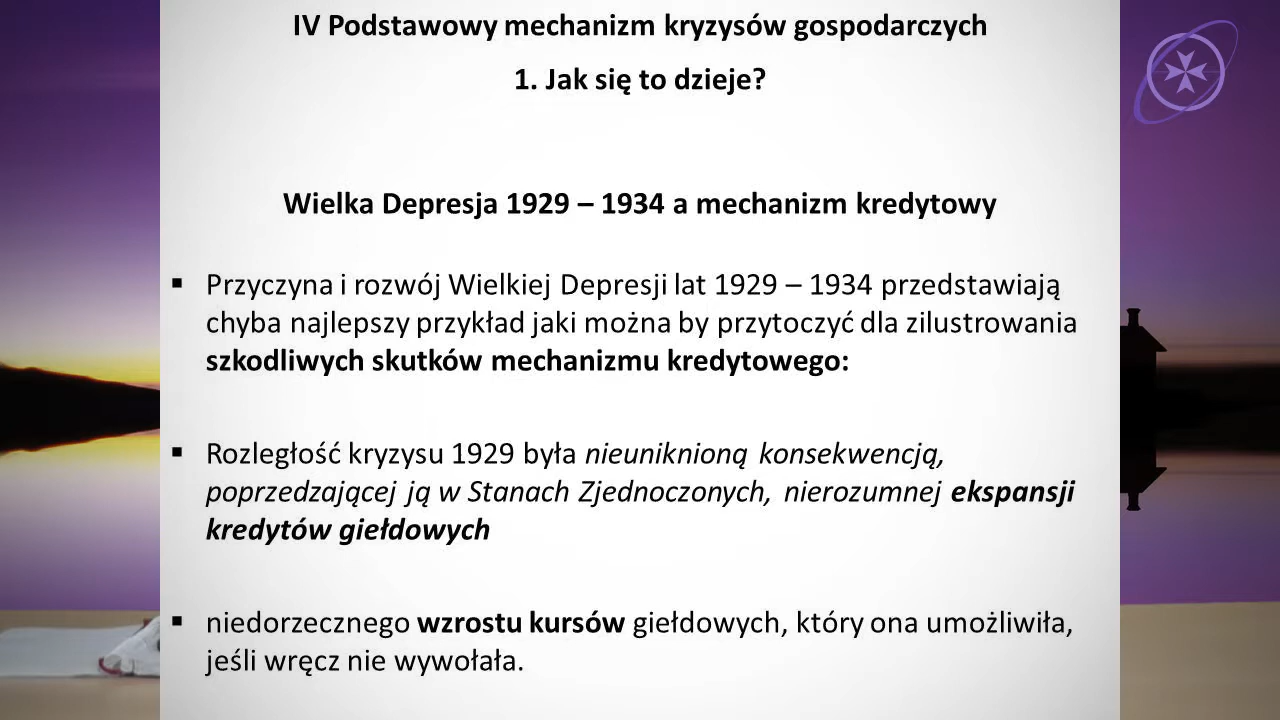 IV Podstawowy mechanizm kryzysów gospodarczych
1. Jak się to dzieje?
Wielka Depresja 1929 – 1934 a mechanizm kredytowy
▪ Przyczyna i rozwój Wielkiej Depresji lat 1929 – 1934 przedstawiają
chyba najlepszy przykład jaki można by przytoczyć dla zilustrowania
szkodliwych skutków mechanizmu kredytowego:
▪ Rozległość kryzysu 1929 była nieuniknioną konsekwencją,
poprzedzającej ją w Stanach Zjednoczonych, nierozumnej ekspansji
kredytów giełdowych
▪ niedorzecznego wzrostu kursów giełdowych, który ona umożliwiła,
jeśli wręcz nie wywołała.